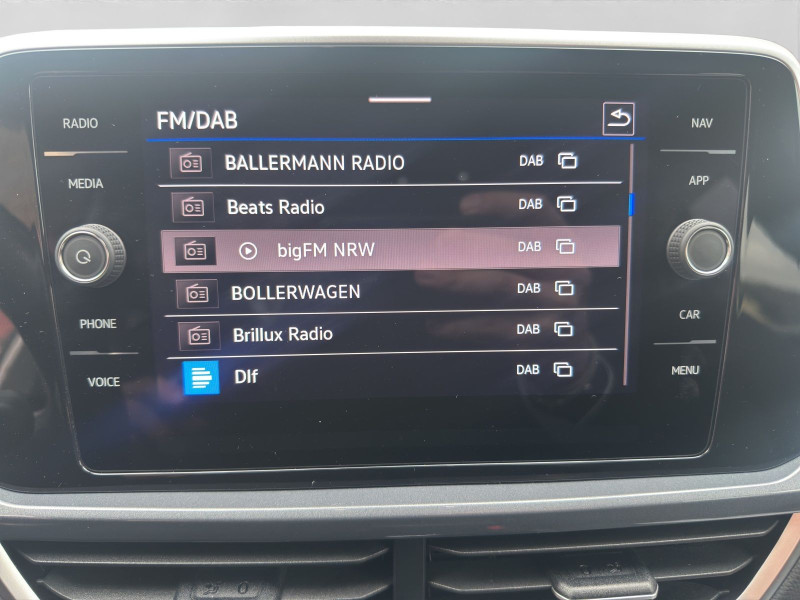 RADIO
FM/DAB
NAV
MEDIA
BALLERMANN RADIO DAB
APP
Beats Radio DAB
bigFM NRW DAB
BOLLERWAGEN DAB
PHONE
Brillux Radio DAB
CAR
VOICE
Dlf DAB
MENU